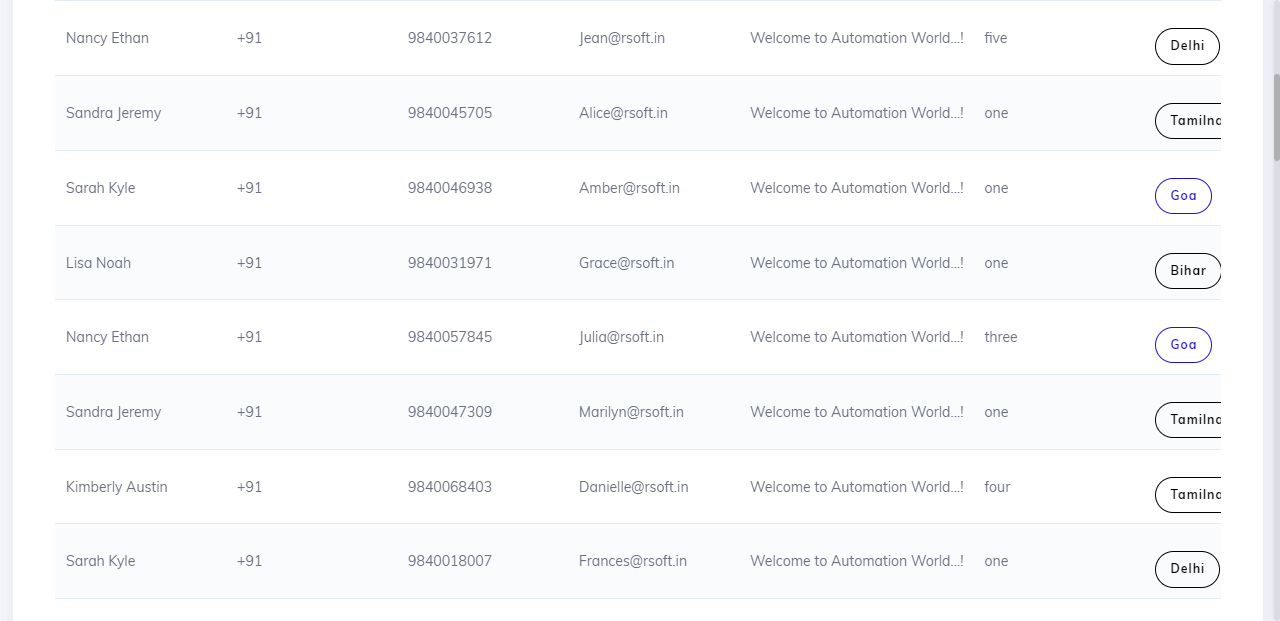 Nancy Ethan +91 9840037612 Jean@rsoft.in Welcome to Automation World...! five Delhi
Sandra Jeremy +91 9840045705 Alice@rsoft.in Welcome to Automation World...! one
Sarah Kyle +91 9840046938 Amber@rsoft.in Welcome to Automation World...! one Goa
Lisa Noah +91 9840031971 Grace@rsoft.in Welcome to Automation World...! one Bihar
Nancy Ethan +91 9840057845 Julia@rsoft.in Welcome to Automation World...! three Goa
Sandra Jeremy +91 9840047309 Marilyn@rsoft.in Welcome to Automation World...! one
Kimberly Austin +91 9840068403 Danielle@rsoft.in Welcome to Automation World...! four
Sarah Kyle +91 9840018007 Frances@rsoft.in Welcome to Automation World...! one Delhi